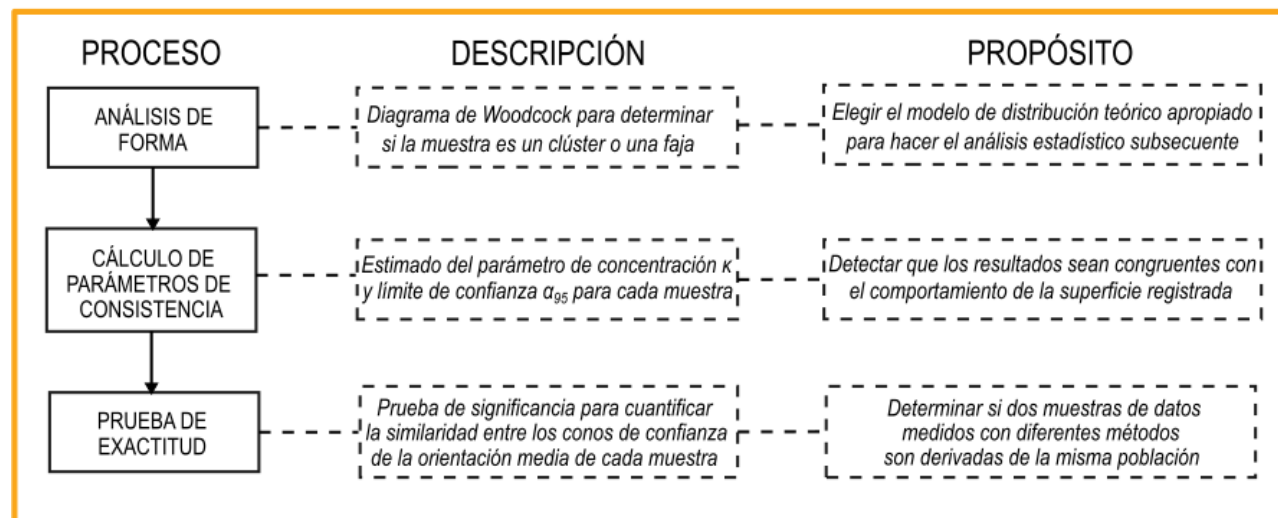 PROCESO
DESCRIPCIÓN
PROPÓSITO
ANÁLISIS DE
FORMA
Diagrama de Woodcock para determinar
si la muestra es un clúster o una faja
Elegir el modelo de distribución teórico apropiado
para hacer el análisis estadístico subsecuente
CÁLCULO DE
PARÁMETROS DE
CONSISTENCIA
Estimado del parámetro de concentración κ
y límite de confianza α₉₅ para cada muestra
Detectar que los resultados sean congruentes con
el comportamiento de la superficie registrada
PRUEBA DE
EXACTITUD
Prueba de significancia para cuantificar
la similaridad entre los conos de confianza
de la orientación media de cada muestra
Determinar si dos muestras de datos
medidos con diferentes métodos
son derivadas de la misma población